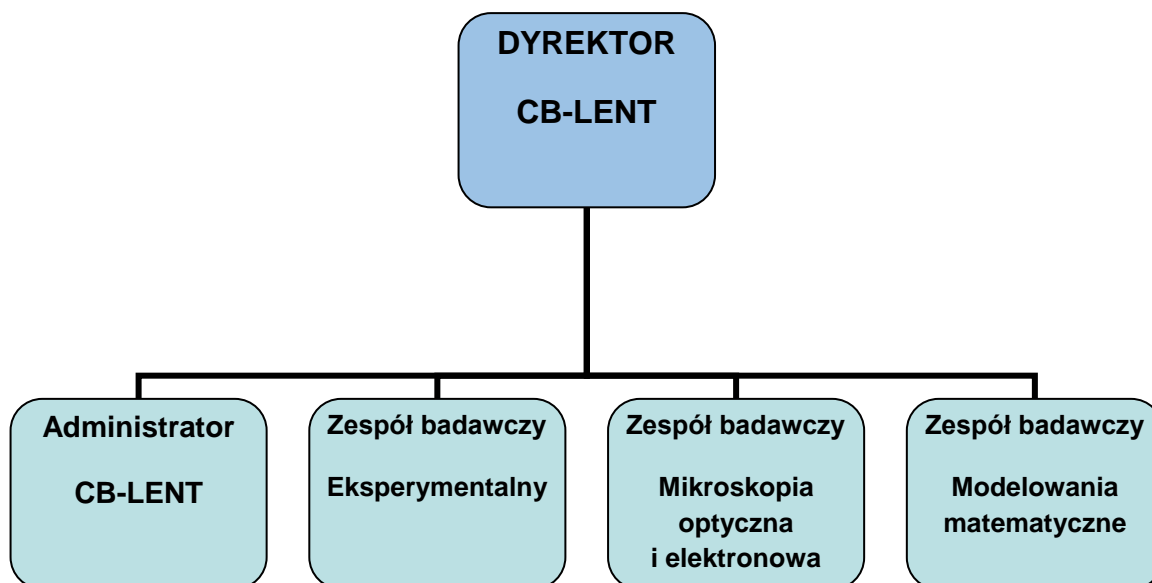 DYREKTOR
CB-LENT
Administrator
CB-LENT
Zespół badawczy
Eksperymentalny
Zespół badawczy
Mikroskopia
optyczna
i elektronowa
Zespół badawczy
Modelowania
matematyczne